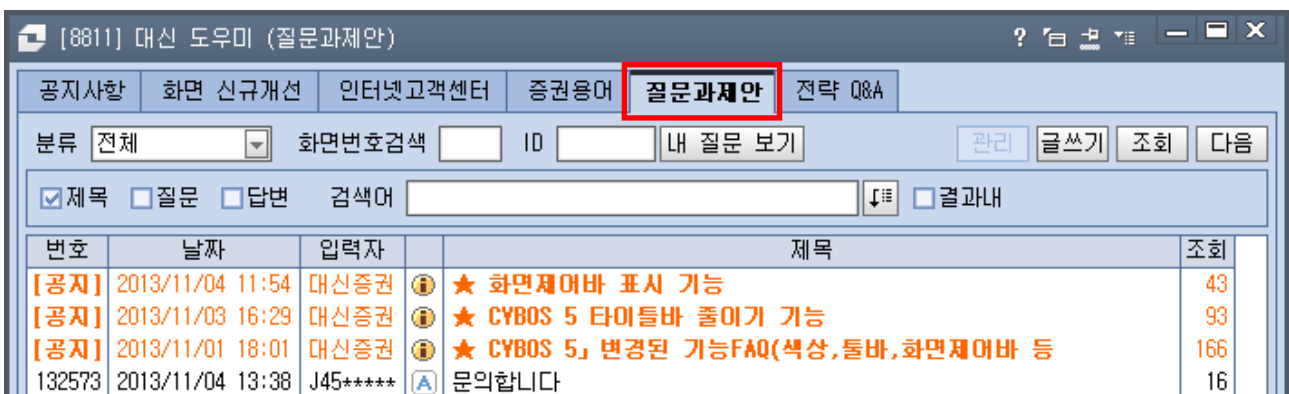 [8811] 대신 도우미 (질문과제안)
공지사항 화면 신규개선 인터넷고객센터 증권용어 질문과제안 전략 Q&A
분류 전체 화면번호검색 ID 내 질문 보기 관리 글쓰기 조회 다음
제목 질문 답변 검색어 결과내
번호 날짜 입력자 제목 조회
[공지] 2013/11/04 11:54 대신증권 ★ 화면제어바 표시 기능 43
[공지] 2013/11/03 16:29 대신증권 ★ CYBOS 5 타이틀바 줄이기 기능 93
[공지] 2013/11/01 18:01 대신증권 ★ CYBOS 5」변경된 기능FAQ(색상,툴바,화면제어바 등 166
132573 2013/11/04 13:38 J45***** A 문의합니다 16